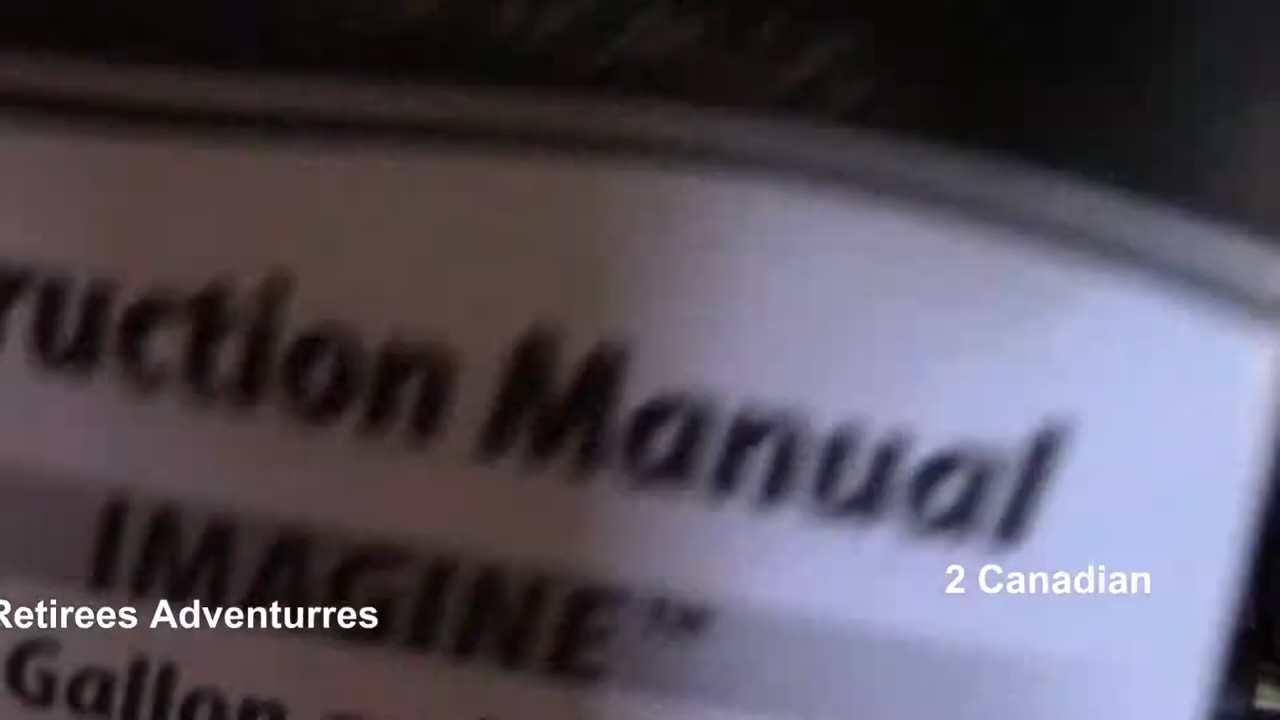 ruction Manual
IMAGINE™
2 Canadian
Retirees Adventurres
Gallon